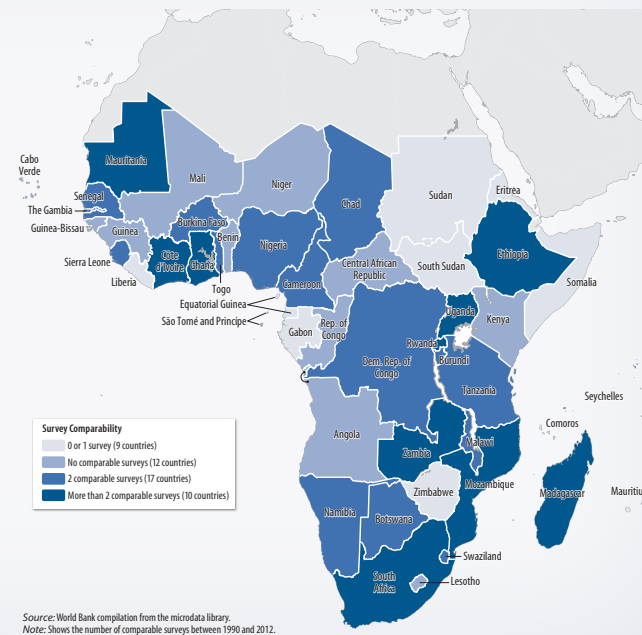 Cabo
Verde
Mauritania
Mali
Niger
Chad
Sudan
Eritrea
Senegal
The Gambia
Guinea-Bissau
Guinea
Burkina Faso
Benin
Nigeria
Sierra Leone
Côte
d'Ivoire
Ghana
Liberia
Togo
Cameroon
Central African
Republic
South Sudan
Ethiopia
Somalia
Equatorial Guinea
São Tomé and Príncipe
Gabon
Rep. of
Congo
Dem. Rep. of
Congo
Uganda
Kenya
Rwanda
Burundi
Tanzania
Seychelles
Comoros
Angola
Zambia
Malawi
Mozambique
Madagascar
Mauritiu
Zimbabwe
Namibia
Botswana
Swaziland
Lesotho
South
Africa
Survey Comparability
0 or 1 survey (9 countries)
No comparable surveys (12 countries)
2 comparable surveys (17 countries)
More than 2 comparable surveys (10 countries)
Source: World Bank compilation from the microdata library.
Note: Shows the number of comparable surveys between 1990 and 2012.